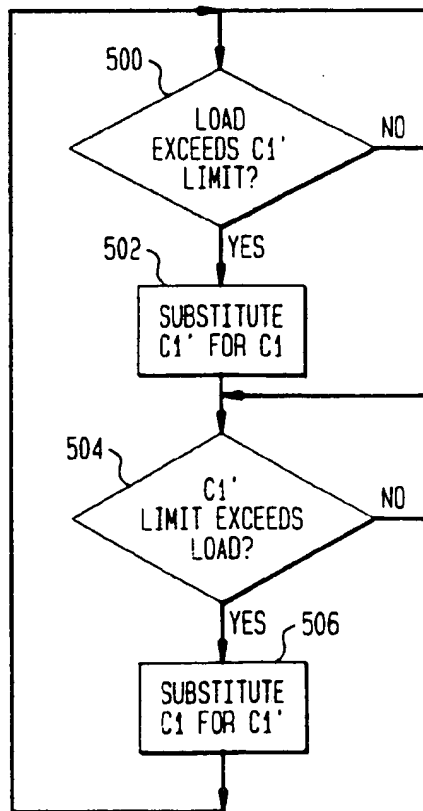 500
LOAD
EXCEEDS C1'
LIMIT?
NO
YES
502
SUBSTITUTE
C1' FOR C1
504
C1'
LIMIT EXCEEDS
LOAD?
NO
YES
506
SUBSTITUTE
C1 FOR C1'